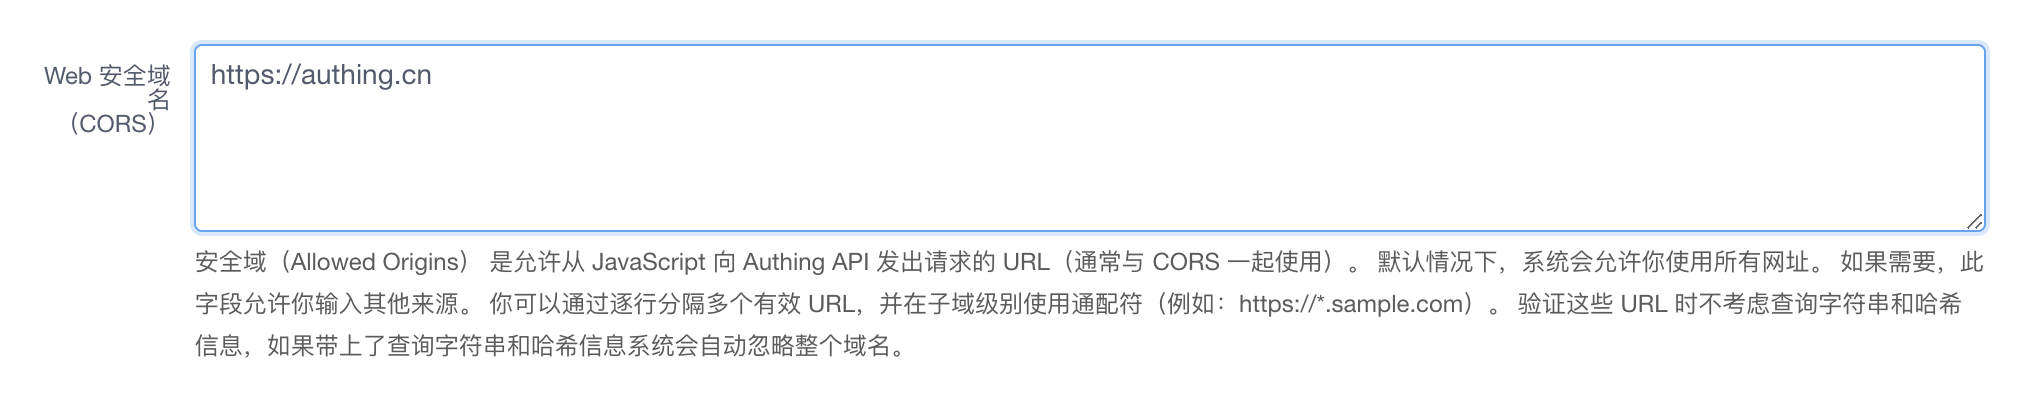 Web 安全域
名
（CORS）
https://authing.cn
安全域（Allowed Origins） 是允许从 JavaScript 向 Authing API 发出请求的 URL（通常与 CORS 一起使用）。 默认情况下，系统会允许你使用所有网址。 如果需要，此
字段允许你输入其他来源。 你可以通过逐行分隔多个有效 URL，并在子域级别使用通配符（例如：https://*.sample.com）。 验证这些 URL 时不考虑查询字符串和哈希
信息，如果带上了查询字符串和哈希信息系统会自动忽略整个域名。